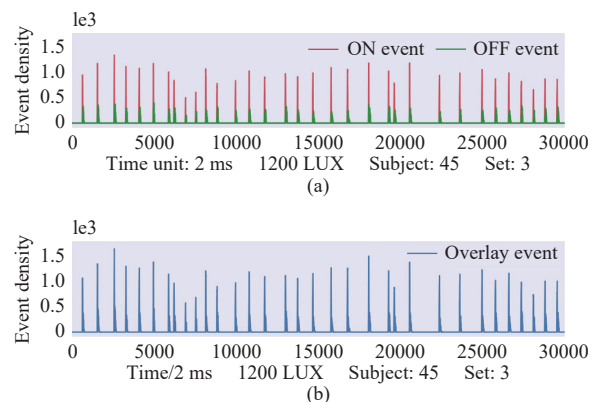 1e3
ON event OFF event
Event density
1.5
1.0
0.5
0
0 5000 10000 15000 20000 25000 30000
Time unit: 2 ms 1200 LUX Subject: 45 Set: 3
(a)
1e3
Overlay event
Event density
1.5
1.0
0.5
0
0 5000 10000 15000 20000 25000 30000
Time/2 ms 1200 LUX Subject: 45 Set: 3
(b)